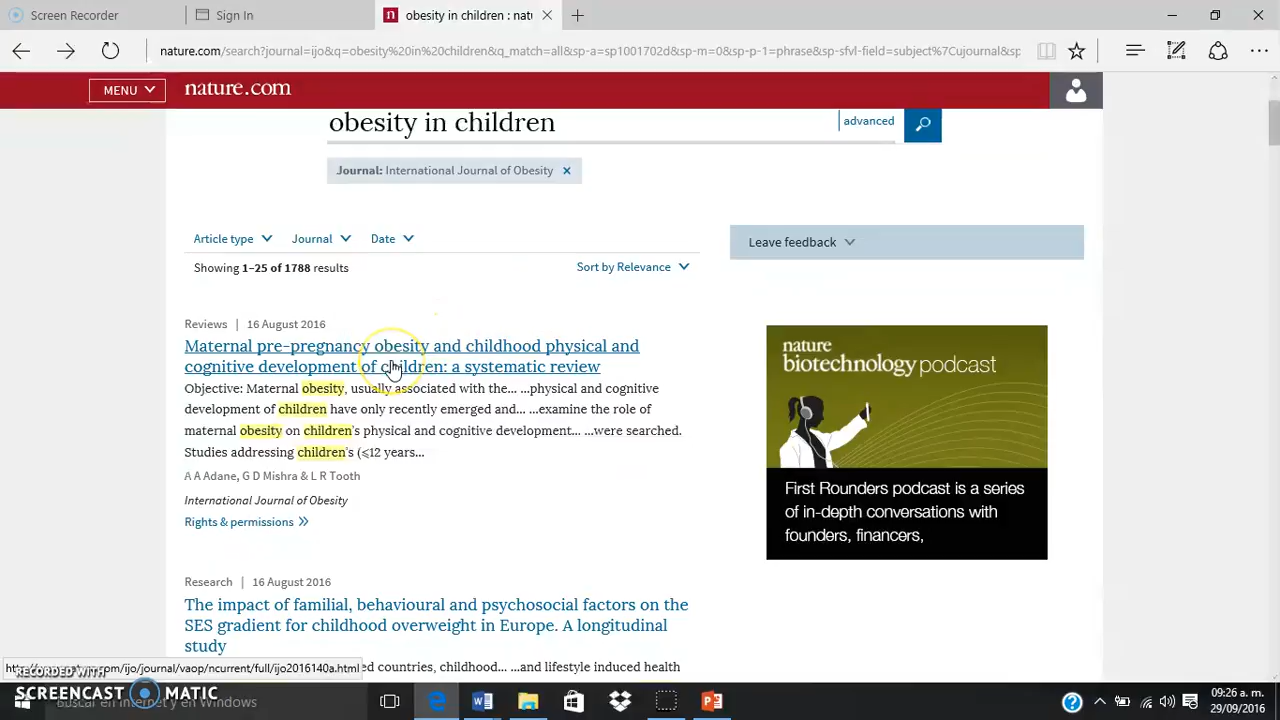 Screen Recorder
Sign In
n obesity in children : natu
nature.com/search?journal=ijo&q=obesity%20in%20children&q_match=all&sp-a=sp1001702d&sp-m=0&sp-p-1=phrase&sp-sfvl-field=subject%7Cujournal&sp
MENU
nature.com
obesity in children
advanced
Journal: International Journal of Obesity ×
Article type
Journal
Date
Leave feedback
Showing 1–25 of 1788 results
Sort by Relevance
Reviews | 16 August 2016
Maternal pre-pregnancy obesity and childhood physical and
cognitive development of children: a systematic review
Objective: Maternal obesity, usually associated with the... ...physical and cognitive
development of children have only recently emerged and... ...examine the role of
maternal obesity on children's physical and cognitive development... ...were searched.
Studies addressing children's (⩽12 years...
A A Adane, G D Mishra & L R Tooth
International Journal of Obesity
Rights & permissions
nature
biotechnology podcast
First Rounders podcast is a series
of in-depth conversations with
founders, financers,
Research | 16 August 2016
The impact of familial, behavioural and psychosocial factors on the
SES gradient for childhood overweight in Europe. A longitudinal
study
ed countries, childhood... ...and lifestyle induced health
RECORDED WITH
SCREENCAST MATIC
Buscar en Internet y en Windows
09:26 a. m.
29/09/2016